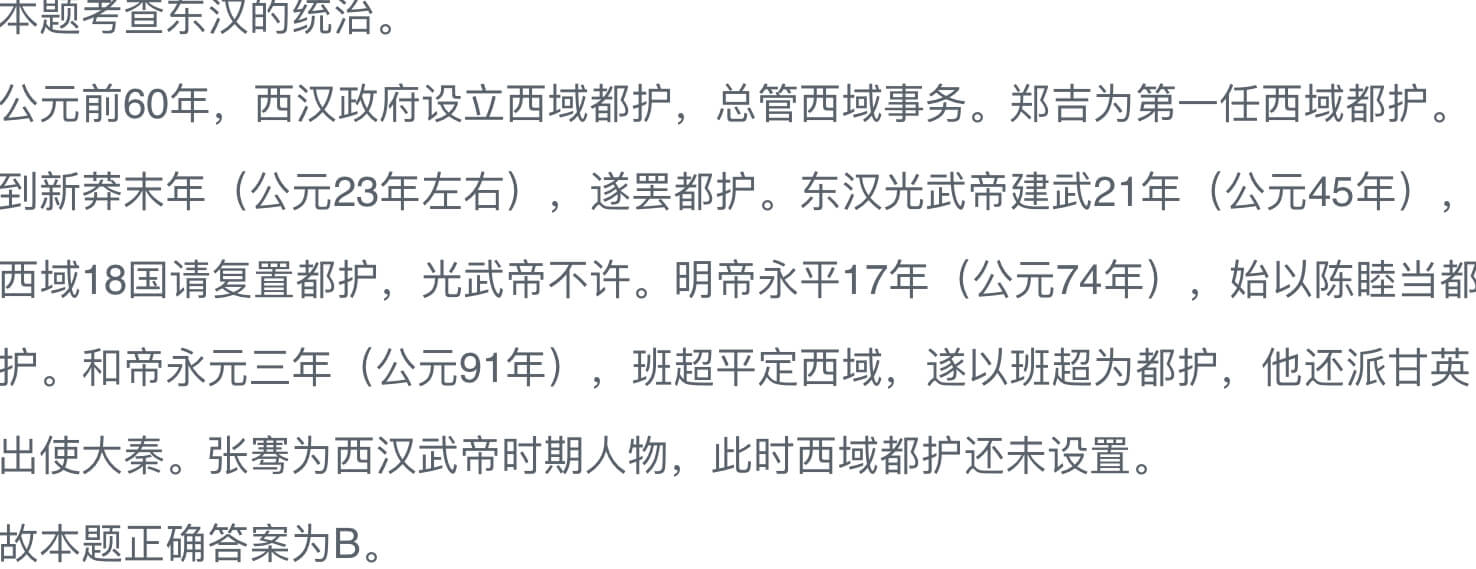 本题考查东汉的统治。
公元前60年，西汉政府设立西域都护，总管西域事务。郑吉为第一任西域都护。
到新莽末年（公元23年左右），遂罢都护。东汉光武帝建武21年（公元45年），
西域18国请复置都护，光武帝不许。明帝永平17年（公元74年），始以陈睦当都
护。和帝永元三年（公元91年），班超平定西域，遂以班超为都护，他还派甘英
出使大秦。张骞为西汉武帝时期人物，此时西域都护还未设置。
故本题正确答案为B。